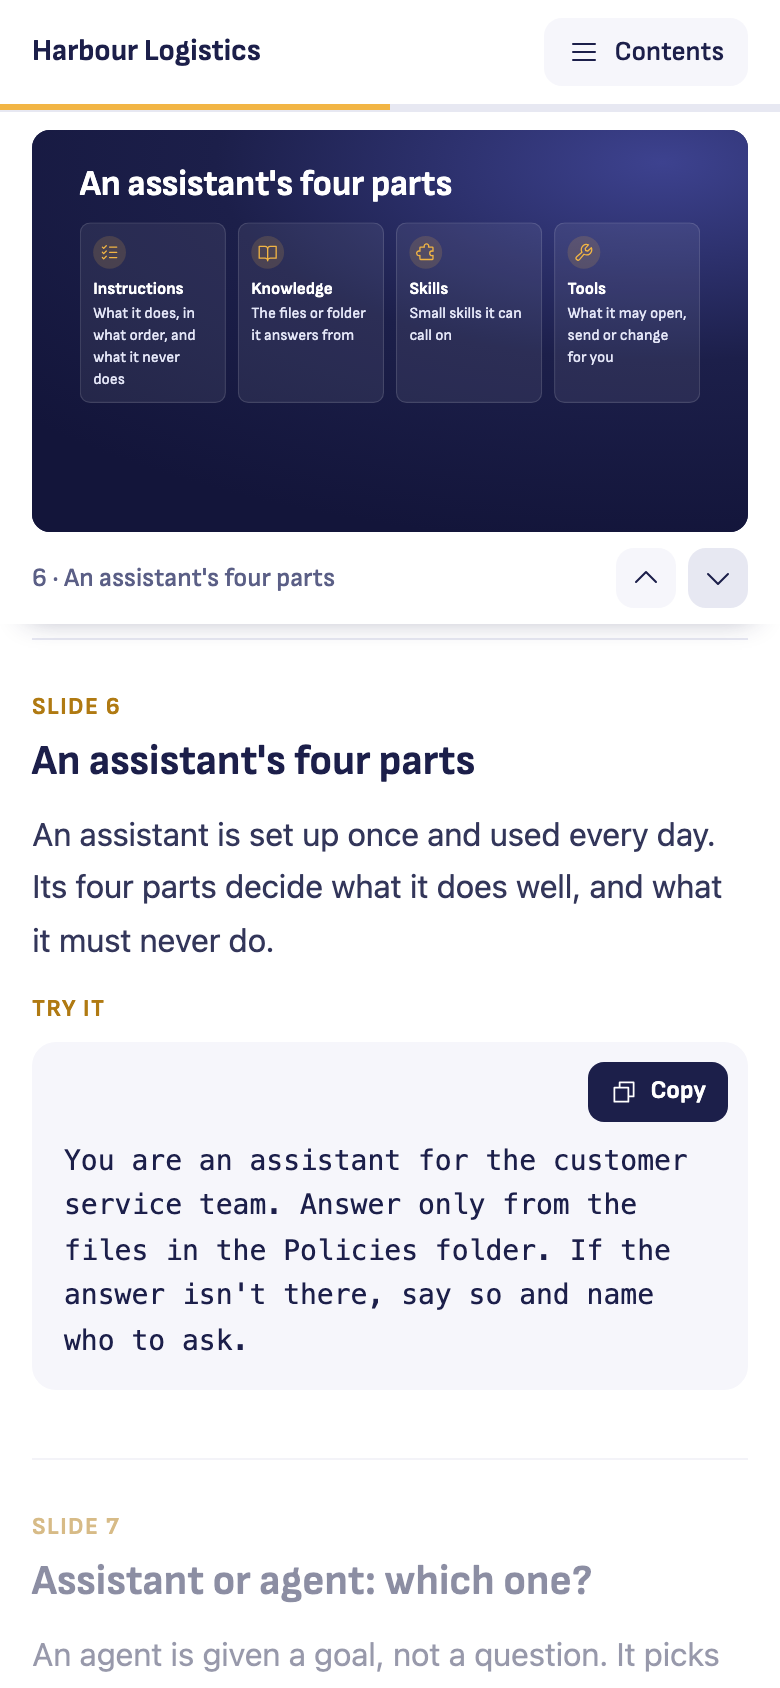 Harbour Logistics
Contents
An assistant's four parts
Instructions
What it does, in
what order, and
what it never
does
Knowledge
The files or folder
it answers from
Skills
Small skills it can
call on
Tools
What it may open,
send or change
for you
6 · An assistant's four parts
SLIDE 6
An assistant's four parts
An assistant is set up once and used every day.
Its four parts decide what it does well, and what
it must never do.
TRY IT
Copy
You are an assistant for the customer
service team. Answer only from the
files in the Policies folder. If the
answer isn't there, say so and name
who to ask.
SLIDE 7
Assistant or agent: which one?
An agent is given a goal, not a question. It picks